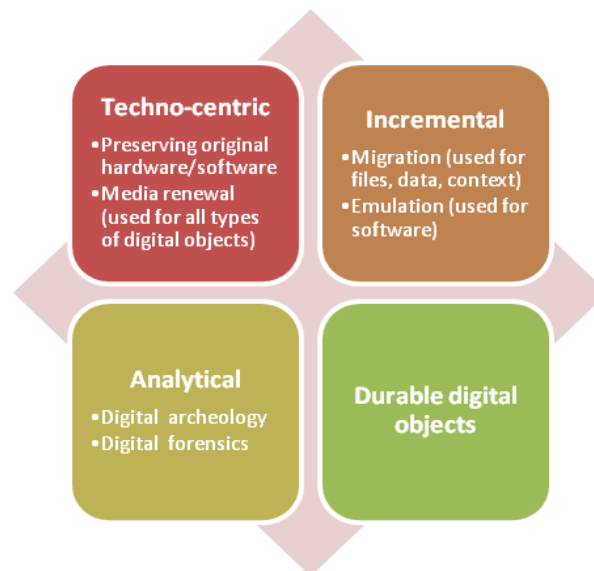 Techno-centric
•Preserving original
hardware/software
•Media renewal
(used for all types
of digital objects)
Incremental
•Migration (used for
files, data, context)
•Emulation (used for
software)
Analytical
•Digital archeology
•Digital forensics
Durable digital
objects